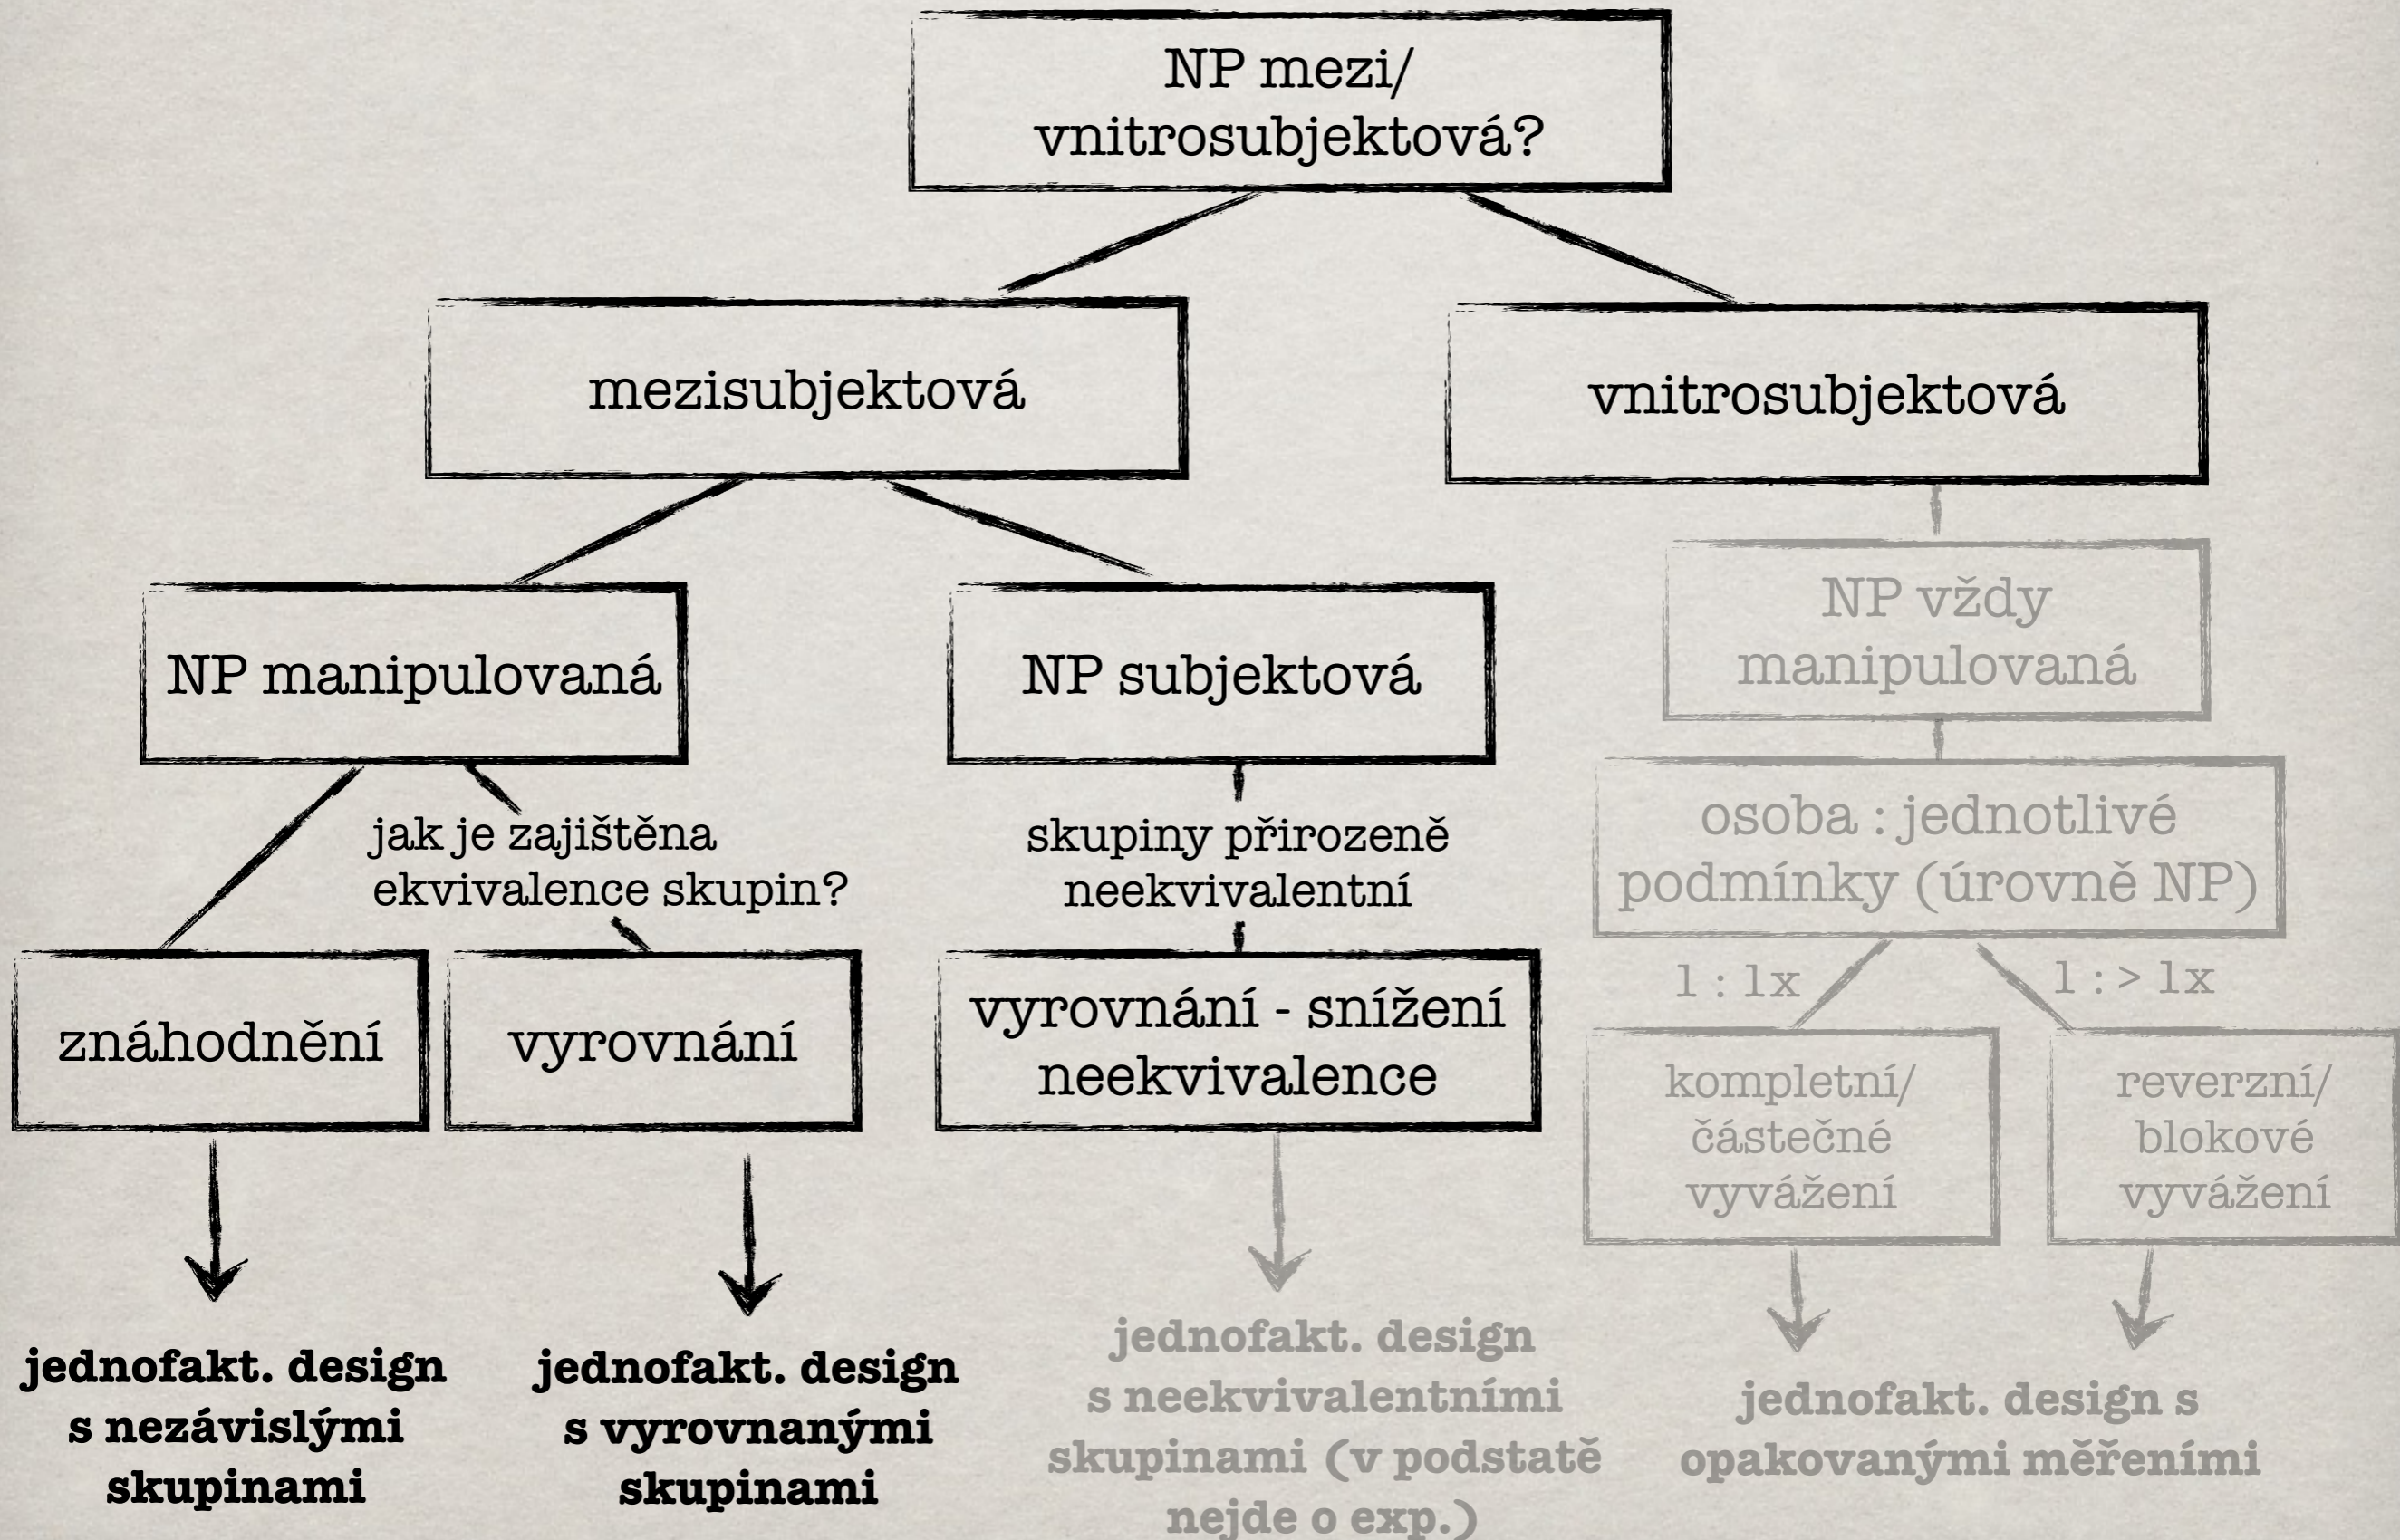 NP mezi/
vnitrosubjektová?
mezisubjektová
vnitrosubjektová
NP manipulovaná
NP subjektová
NP vždy
manipulovaná
jak je zajištěna
ekvivalence skupin?
skupiny přirozeně
neekvivalentní
osoba : jednotlivé
podmínky (úrovně NP)
1 : 1x
1 : > 1x
znáhodnění
vyrovnání
vyrovnání - snížení
neekvivalence
kompletní/
částečné
vyvážení
reverzní/
blokové
vyvážení
jednofakt. design
s nezávislými
skupinami
jednofakt. design
s vyrovnanými
skupinami
jednofakt. design
s neekvivalentními
skupinami (v podstatě
nejde o exp.)
jednofakt. design s
opakovanými měřeními